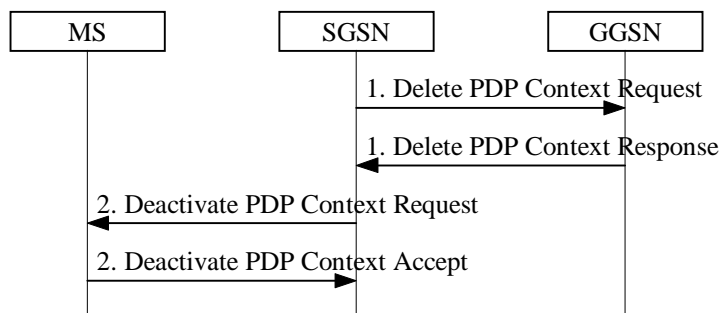 MS
SGSN
GGSN
1. Delete PDP Context Request
1. Delete PDP Context Response
2. Deactivate PDP Context Request
2. Deactivate PDP Context Accept